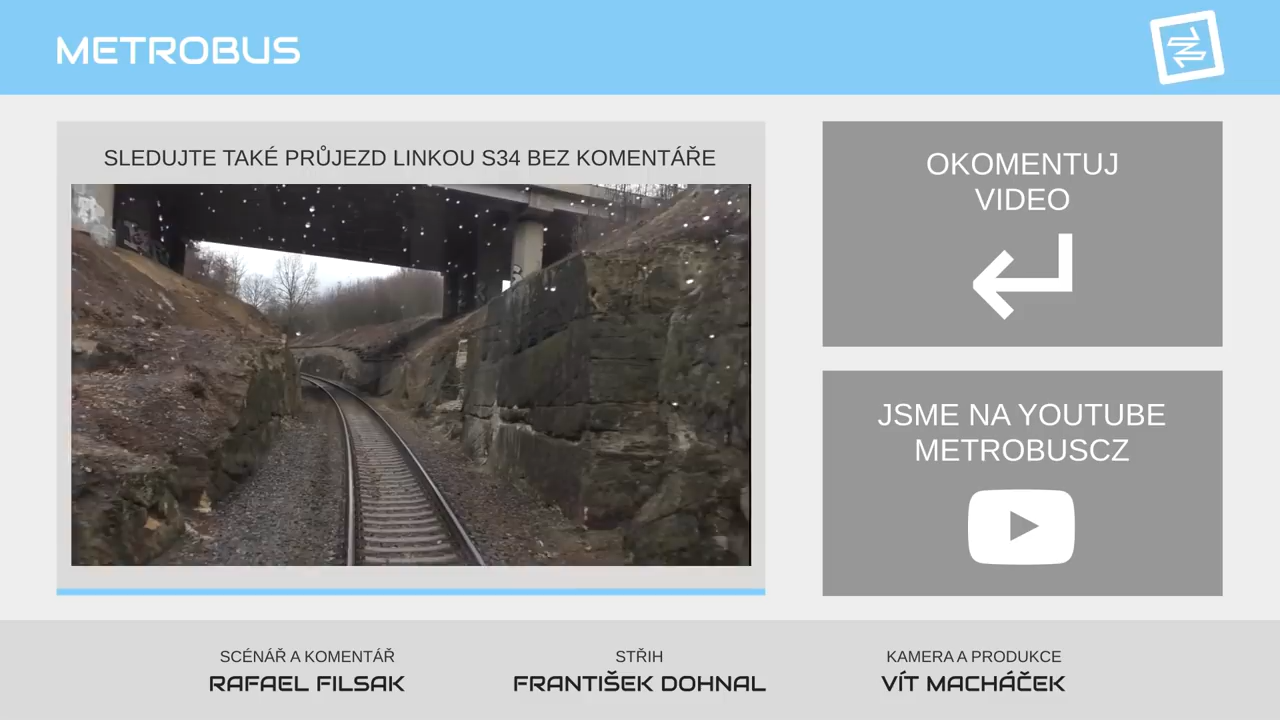 METROBUS
SLEDUJTE TAKÉ PRŮJEZD LINKOU S34 BEZ KOMENTÁŘE
OKOMENTUJ
VIDEO
JSME NA YOUTUBE
METROBUSCZ
SCÉNÁŘ A KOMENTÁŘ
RAFAEL FILSAK
STŘIH
FRANTIŠEK DOHNAL
KAMERA A PRODUKCE
VÍT MACHÁČEK